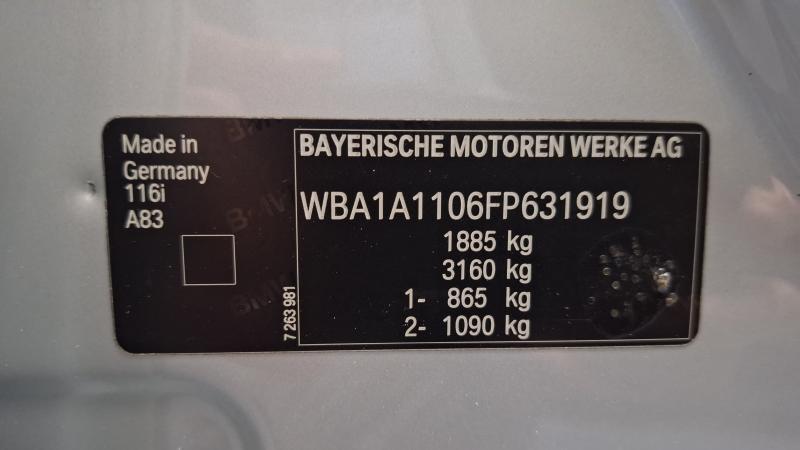 Made in
Germany
116i
A83
7 263 981
BAYERISCHE MOTOREN WERKE AG
WBA1A1106FP631919
1885 kg
3160 kg
1- 865 kg
2- 1090 kg